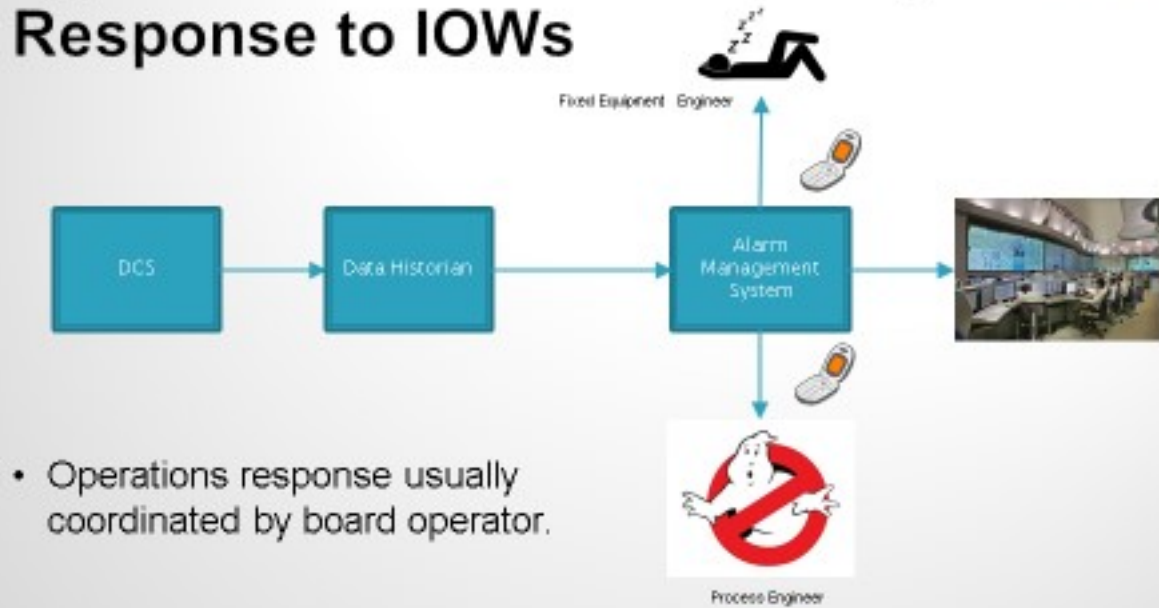 Response to IOWs
z z z z z
Fixed Equipment Engineer
DCS
Data Historian
Alarm
Management
System
• Operations response usually
coordinated by board operator.
Process Engineer